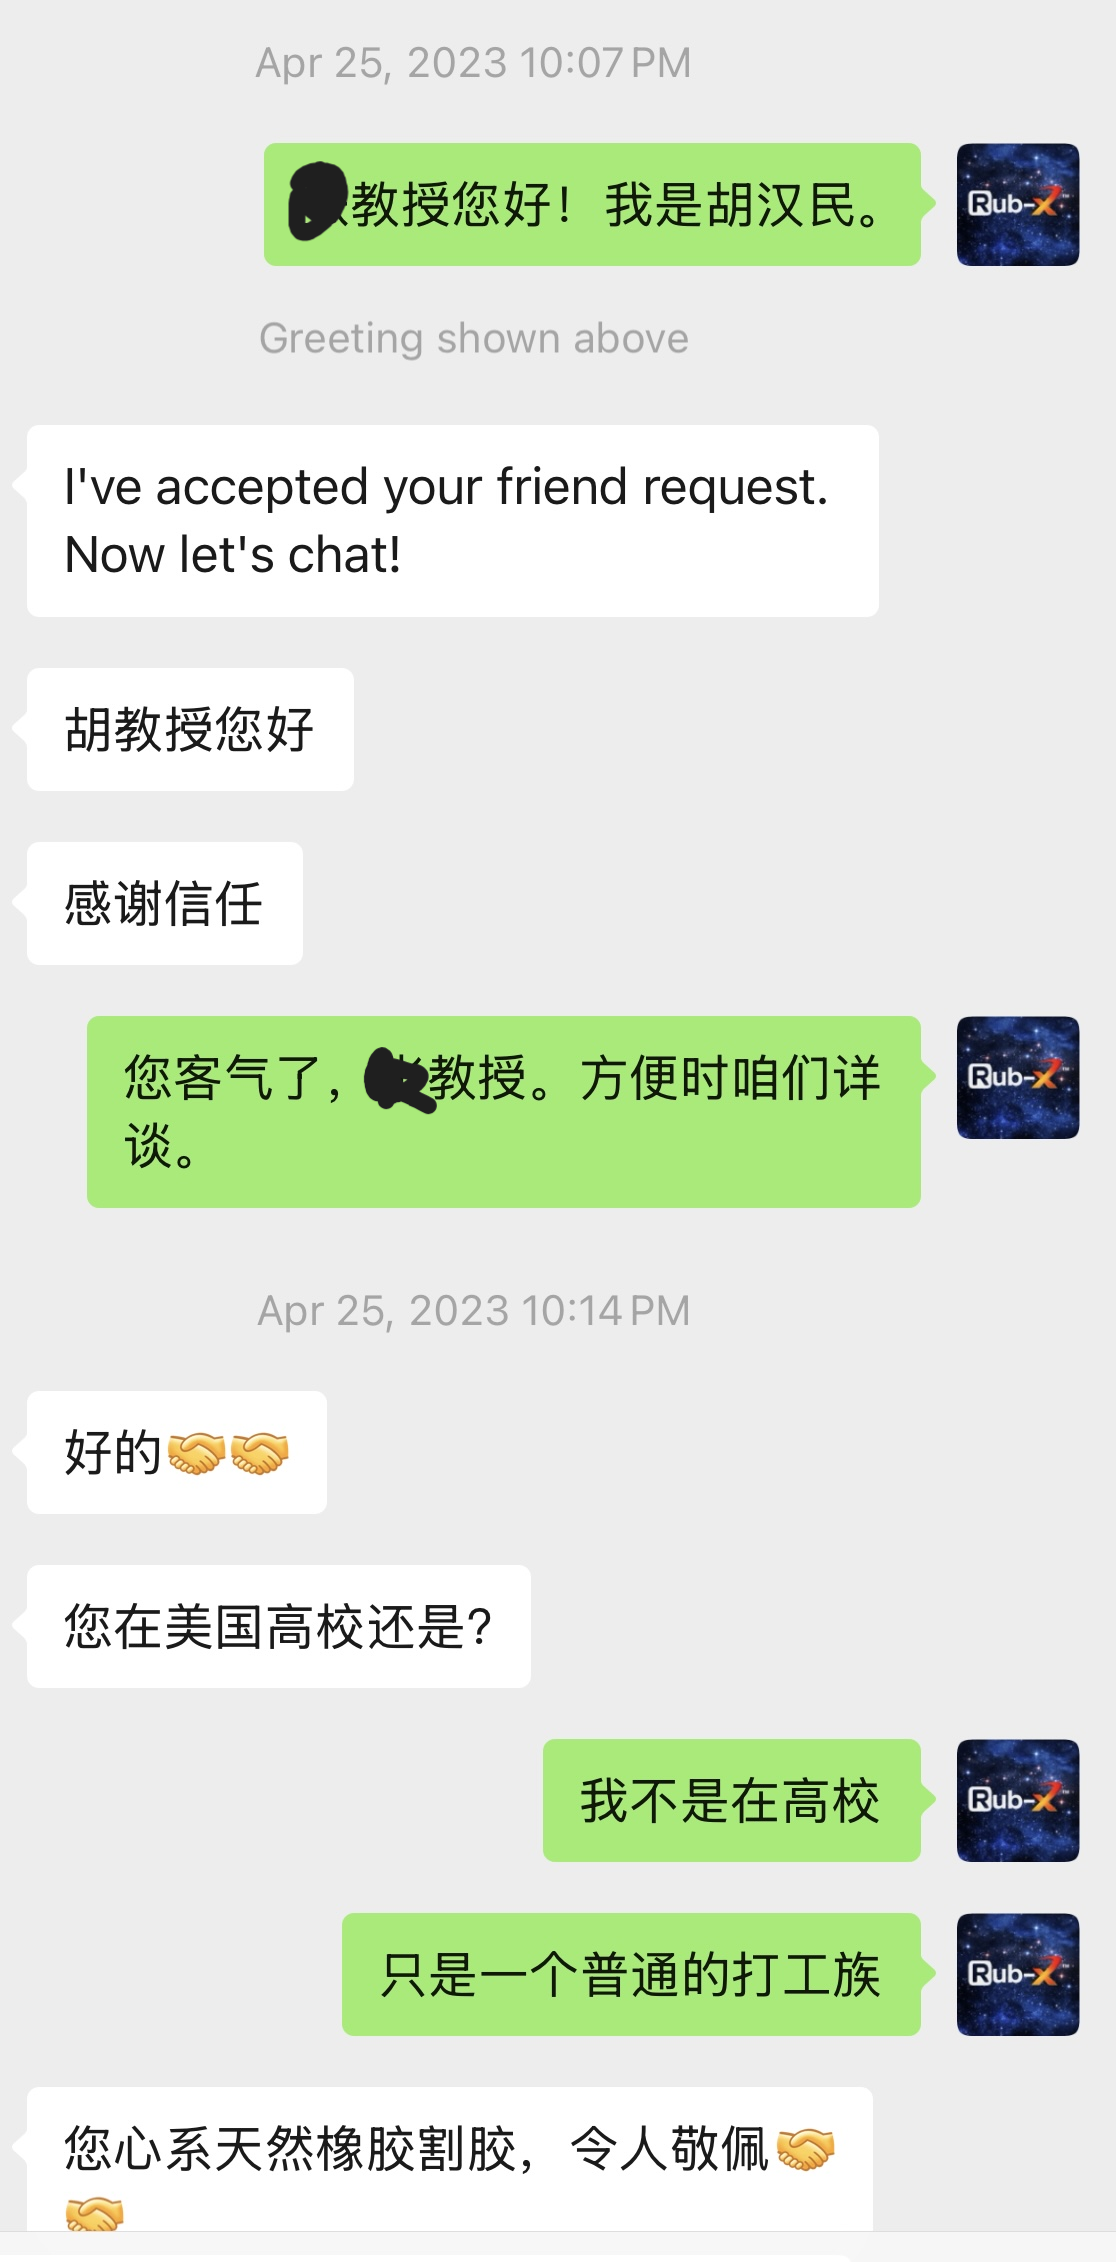 Apr 25, 2023 10:07 PM
教授您好！我是胡汉民。
Rub-X™
Greeting shown above
I've accepted your friend request.
Now let's chat!
胡教授您好
感谢信任
您客气了，教授。方便时咱们详
谈。
Rub-X™
Apr 25, 2023 10:14 PM
好的🤝🤝
您在美国高校还是?
我不是在高校
Rub-X™
只是一个普通的打工族
Rub-X™
您心系天然橡胶割胶，令人敬佩🤝
🤝